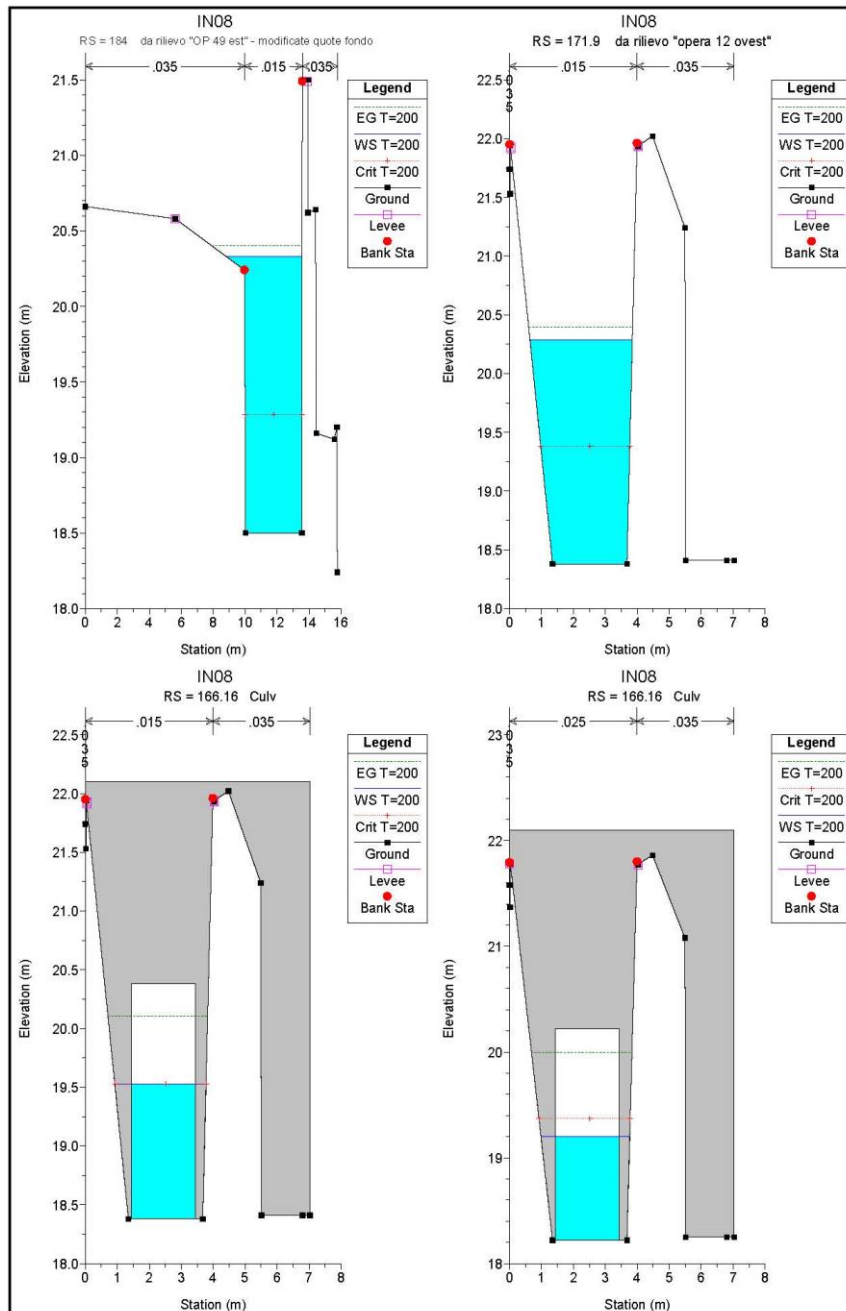 IN08
RS = 184 da rilievo "OP 49 est" - modificate quote fondo
.035 .015 .035
21.5
21.0
20.5
20.0
19.5
19.0
18.5
18.0
Elevation (m)
0 2 4 6 8 10 12 14 16
Station (m)
Legend
EG T=200
WS T=200
Crit T=200
Ground
Levee
Bank Sta
IN08
RS = 171.9 da rilievo "opera 12 ovest"
.035 .015 .035
22.5
22.0
21.5
21.0
20.5
20.0
19.5
19.0
18.5
18.0
Elevation (m)
0 1 2 3 4 5 6 7 8
Station (m)
Legend
EG T=200
WS T=200
Crit T=200
Ground
Levee
Bank Sta
IN08
RS = 166.16 Culv
.035 .015 .035
22.5
22.0
21.5
21.0
20.5
20.0
19.5
19.0
18.5
18.0
Elevation (m)
0 1 2 3 4 5 6 7 8
Station (m)
Legend
EG T=200
WS T=200
Crit T=200
Ground
Levee
Bank Sta
IN08
RS = 166.16 Culv
.035 .025 .035
23
22
21
20
19
18
Elevation (m)
0 1 2 3 4 5 6 7 8
Station (m)
Legend
EG T=200
Crit T=200
WS T=200
Ground
Levee
Bank Sta